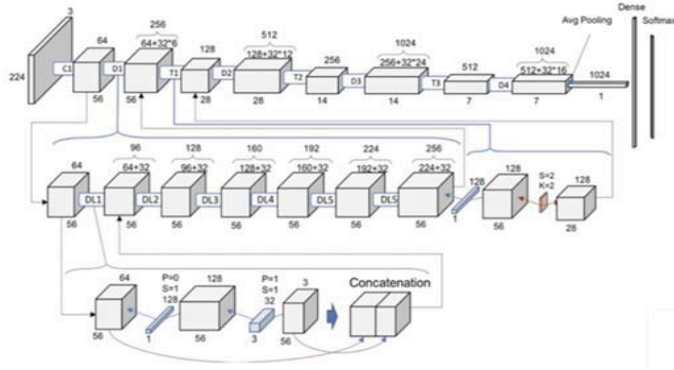 3
224
C1
64
56
D1
256
64+32*6
56
T1
128
28
D2
512
128+32*12
28
T2
256
14
D3
1024
256+32*24
14
T3
512
7
D4
1024
512+32*16
7
Avg Pooling
1024
1
Dense
Softmax
64
56
DL1
96
64+32
56
DL2
128
96+32
56
DL3
160
128+32
56
DL4
192
160+32
56
DL5
224
192+32
56
DL5
256
224+32
56
128
1
128
56
S=2
K=2
128
28
64
56
P=0
S=1
128
1
128
56
P=1
S=1
32
3
3
56
Concatenation